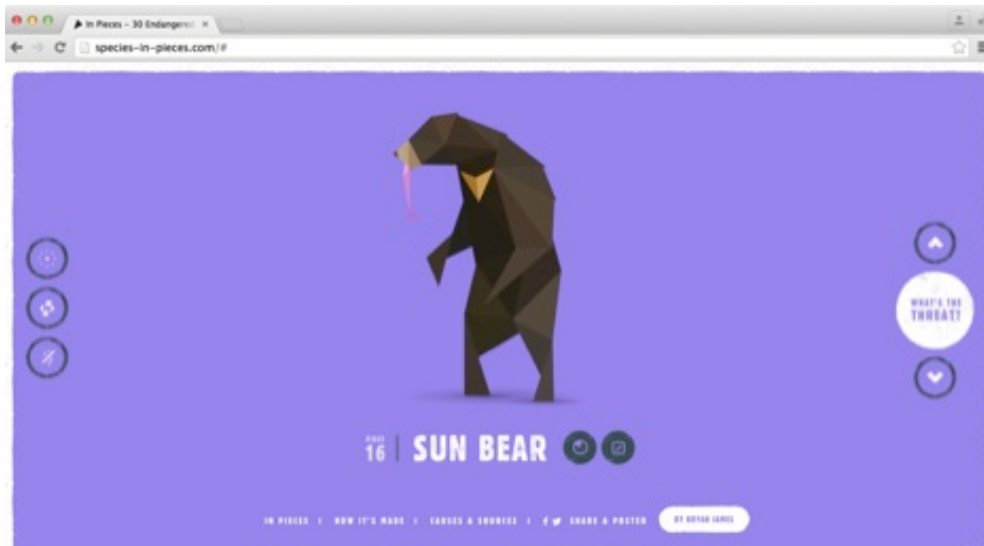 In Pieces – 30 Endangered
species-in-pieces.com/#
WHAT'S THE
THREAT?
16
SUN BEAR
IN PIECES
HOW IT'S MADE
CAUSES & SOURCES
SHARE & POSTER
BY BRYAN JAMES